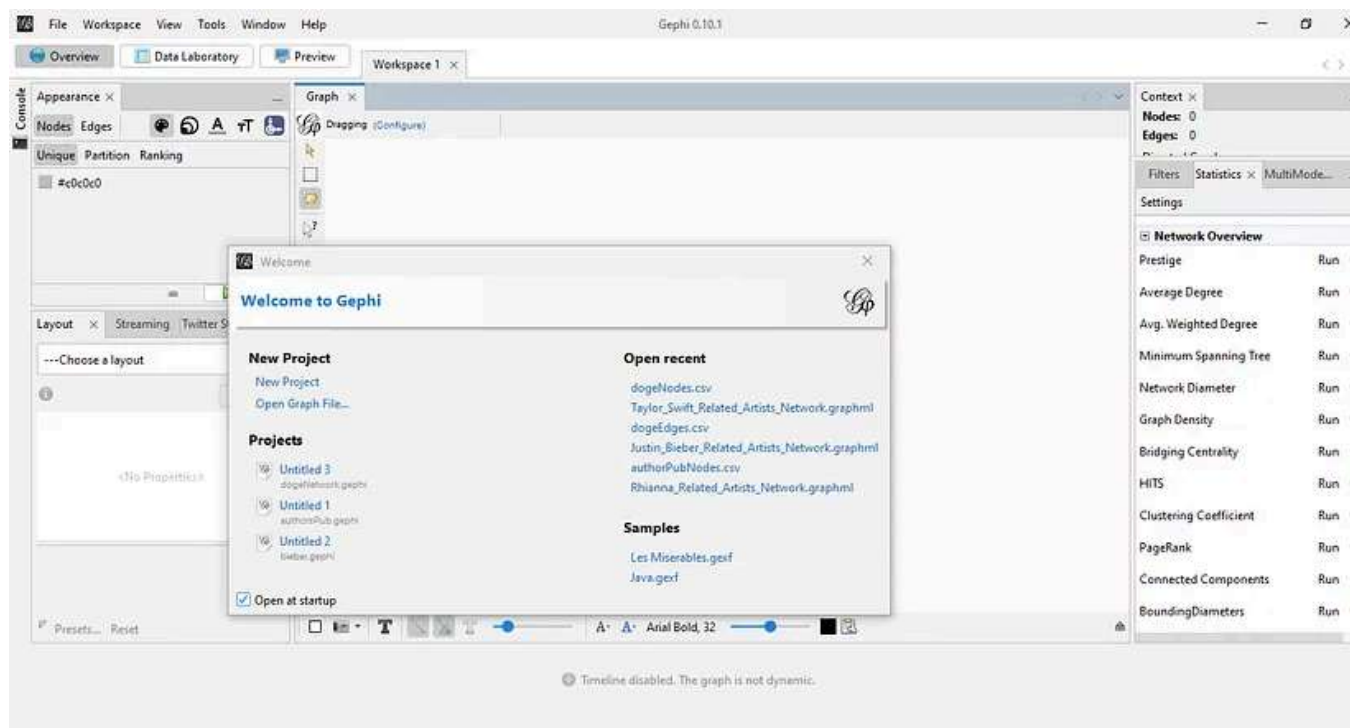 File Workspace View Tools Window Help
Gephi 0.10.1
Overview
Data Laboratory
Preview
Workspace 1
Console
Appearance
Nodes Edges
Unique Partition Ranking
#c0c0c0
Layout Streaming Twitter S
---Choose a layout
<No Properties>
Presets... Reset
Graph
Dragging (Configure)
Welcome
Welcome to Gephi
New Project
New Project
Open Graph File...
Projects
Untitled 3
dogeNetwork.gephi
Untitled 1
authorPub.gephi
Untitled 2
bieber.gephi
Open at startup
Open recent
dogeNodes.csv
Taylor_Swift_Related_Artists_Network.graphml
dogeEdges.csv
Justin_Bieber_Related_Artists_Network.graphml
authorPubNodes.csv
Rhianna_Related_Artists_Network.graphml
Samples
Les Miserables.gexf
Java.gexf
A- A- Arial Bold, 32
Context
Nodes: 0
Edges: 0
Filters Statistics MultiMode...
Settings
Network Overview
Prestige Run
Average Degree Run
Avg. Weighted Degree Run
Minimum Spanning Tree Run
Network Diameter Run
Graph Density Run
Bridging Centrality Run
HITS Run
Clustering Coefficient Run
PageRank Run
Connected Components Run
BoundingDiameters Run
Timeline disabled. The graph is not dynamic.